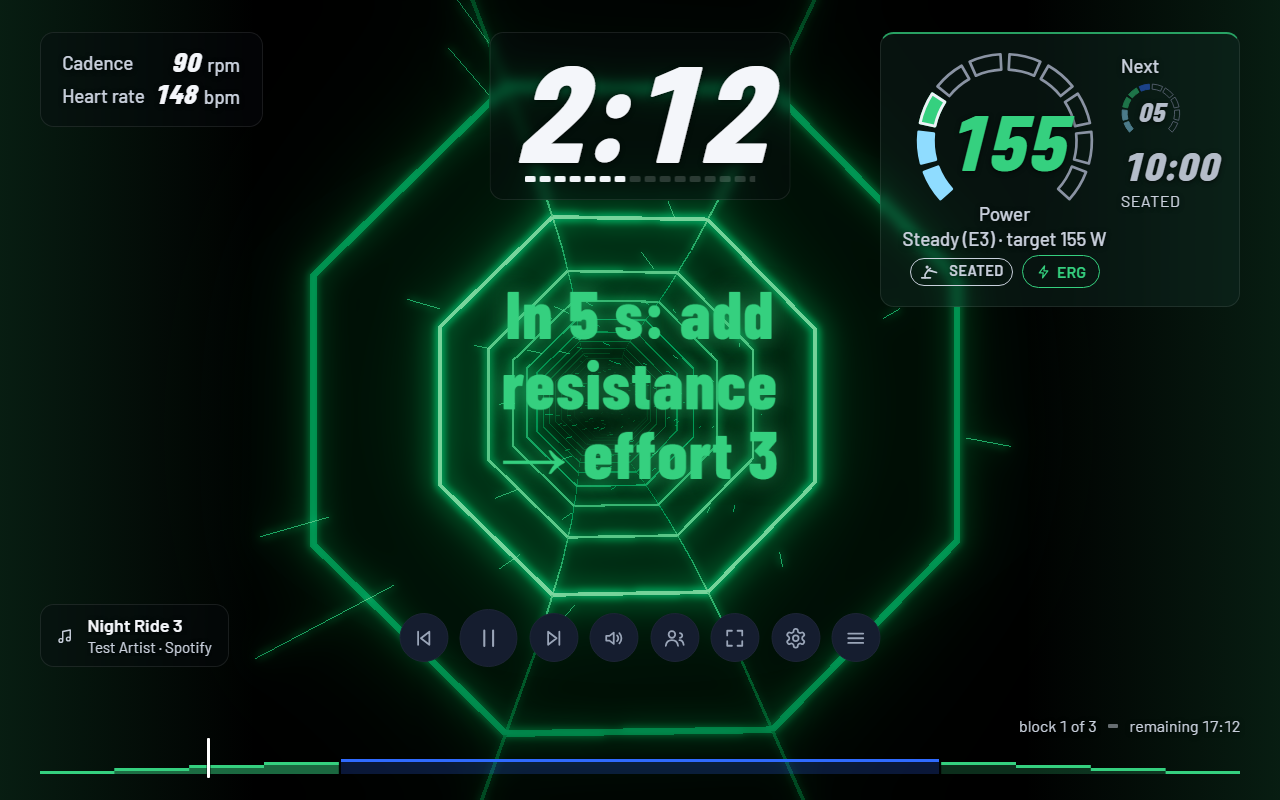 Cadence 90 rpm
Heart rate 148 bpm
2:12
155
Power
Steady (E3) · target 155 W
SEATED
ERG
Next
05
10:00
SEATED
In 5 s: add
resistance
→ effort 3
Night Ride 3
Test Artist · Spotify
block 1 of 3 – remaining 17:12